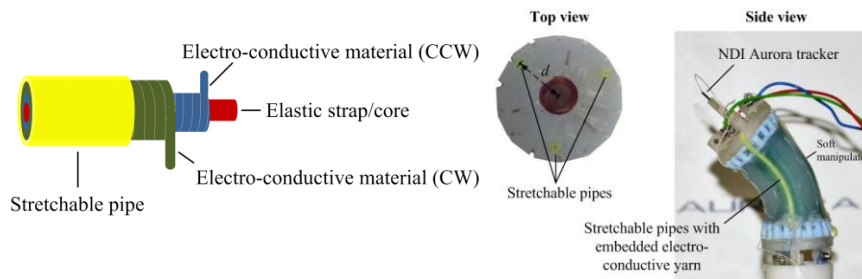 Electro-conductive material (CCW)
Elastic strap/core
Electro-conductive material (CW)
Stretchable pipe
Top view
d
Stretchable pipes
Side view
NDI Aurora tracker
Soft
manipulat
Stretchable pipes with
embedded electro-
conductive yarn